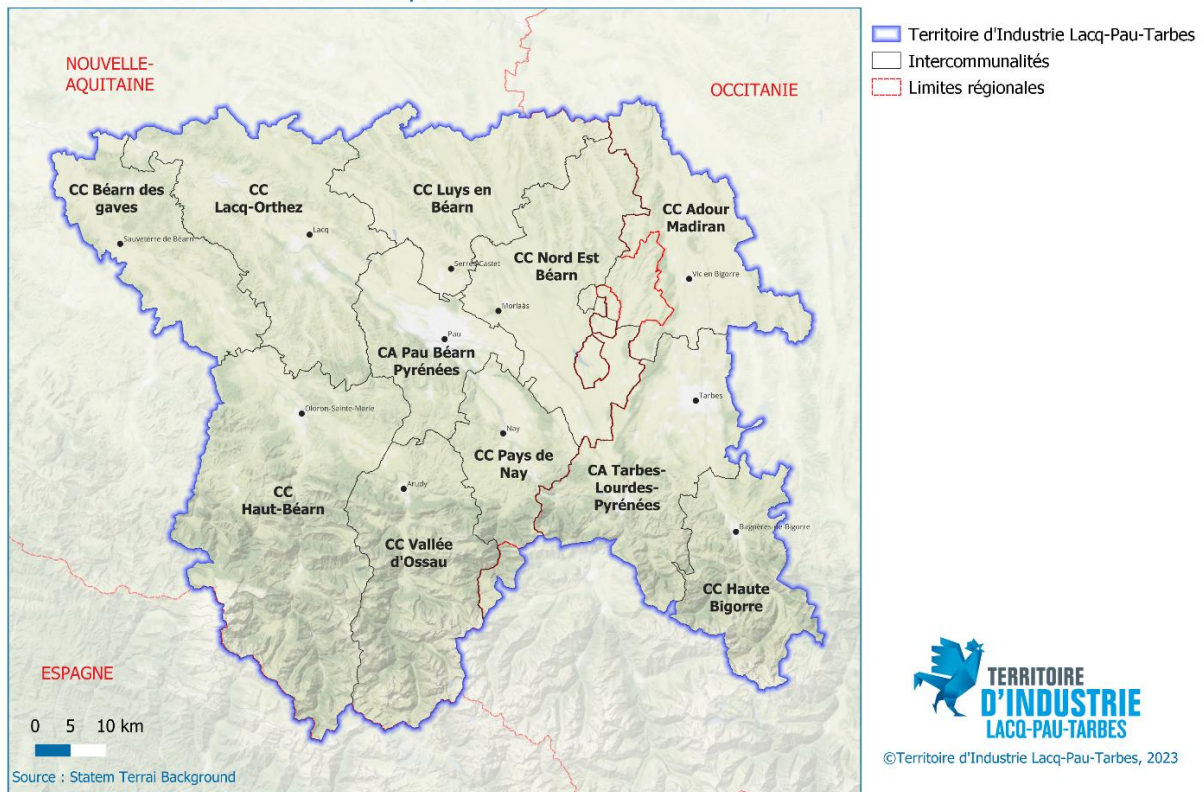 NOUVELLE-
AQUITAINE
OCCITANIE
CC Béarn des
gaves
Sauveterre de Béarn
CC
Lacq-Orthez
Lacq
CC Luys en
Béarn
Serres-Castet
CC Nord Est
Béarn
Morlaàs
CC Adour
Madiran
Vic en Bigorre
Pau
CA Pau Béarn
Pyrénées
Tarbes
Oloron-Sainte-Marie
Nay
CC Pays de
Nay
CA Tarbes-
Lourdes-
Pyrénées
CC
Haut-Béarn
Arudy
CC Vallée
d'Ossau
Bagnères-de-Bigorre
CC Haute
Bigorre
ESPAGNE
0 5 10 km
Source : Statem Terrai Background
Territoire d'Industrie Lacq-Pau-Tarbes
Intercommunalités
Limites régionales
TERRITOIRE
D'INDUSTRIE
LACQ-PAU-TARBES
©Territoire d'Industrie Lacq-Pau-Tarbes, 2023